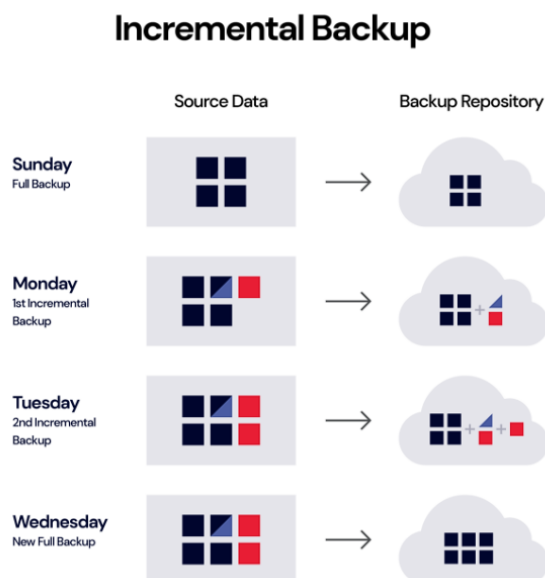 Incremental Backup
Source Data
Backup Repository
Sunday
Full Backup
Monday
1st Incremental
Backup
+
Tuesday
2nd Incremental
Backup
+ +
Wednesday
New Full Backup